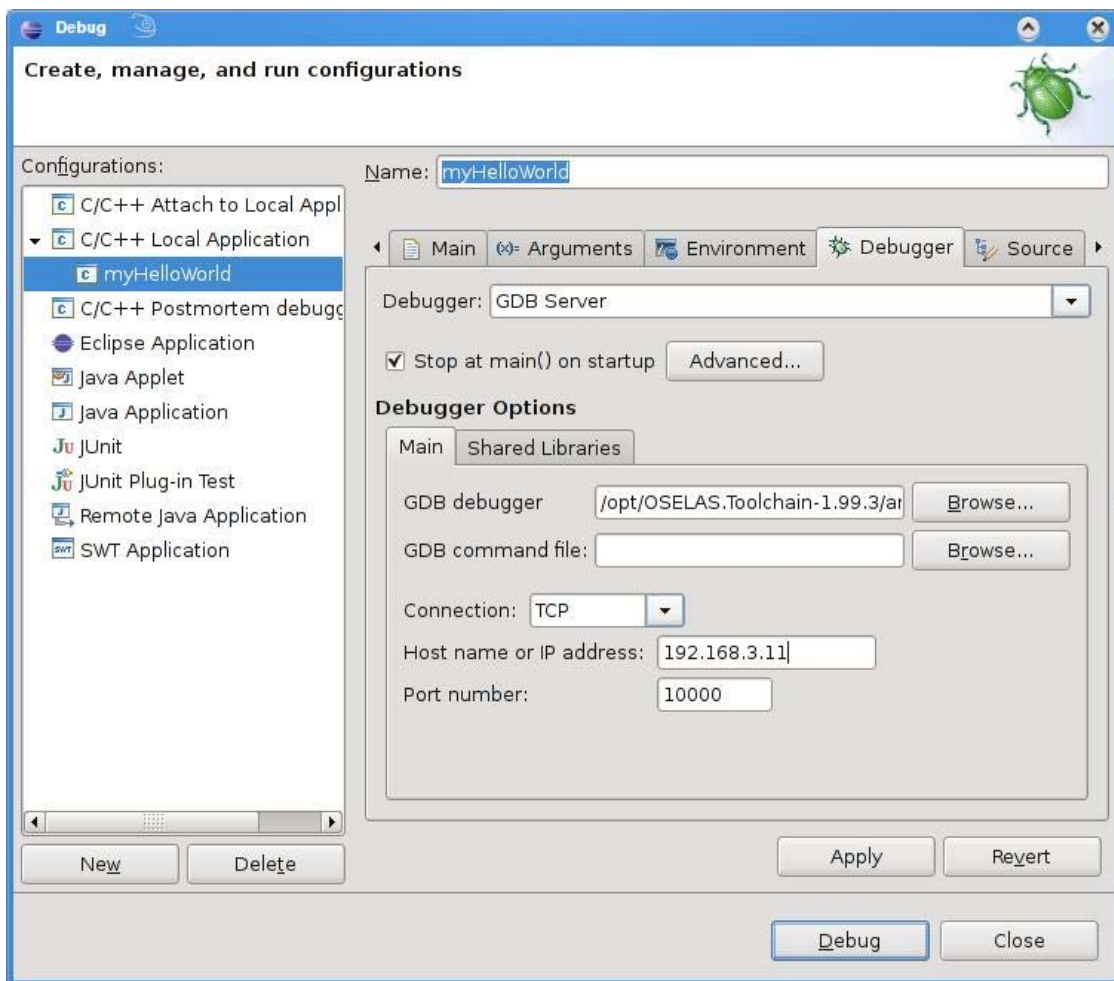 Debug
Create, manage, and run configurations
Configurations:
C/C++ Attach to Local Appl
C/C++ Local Application
myHelloWorld
C/C++ Postmortem debugg
Eclipse Application
Java Applet
Java Application
JUnit
JUnit Plug-in Test
Remote Java Application
SWT Application
New
Delete
Name: myHelloWorld
Main (x)= Arguments Environment Debugger Source
Debugger: GDB Server
Stop at main() on startup Advanced...
Debugger Options
Main Shared Libraries
GDB debugger /opt/OSELAS.Toolchain-1.99.3/ar Browse...
GDB command file: Browse...
Connection: TCP
Host name or IP address: 192.168.3.11
Port number: 10000
Apply Revert
Debug Close